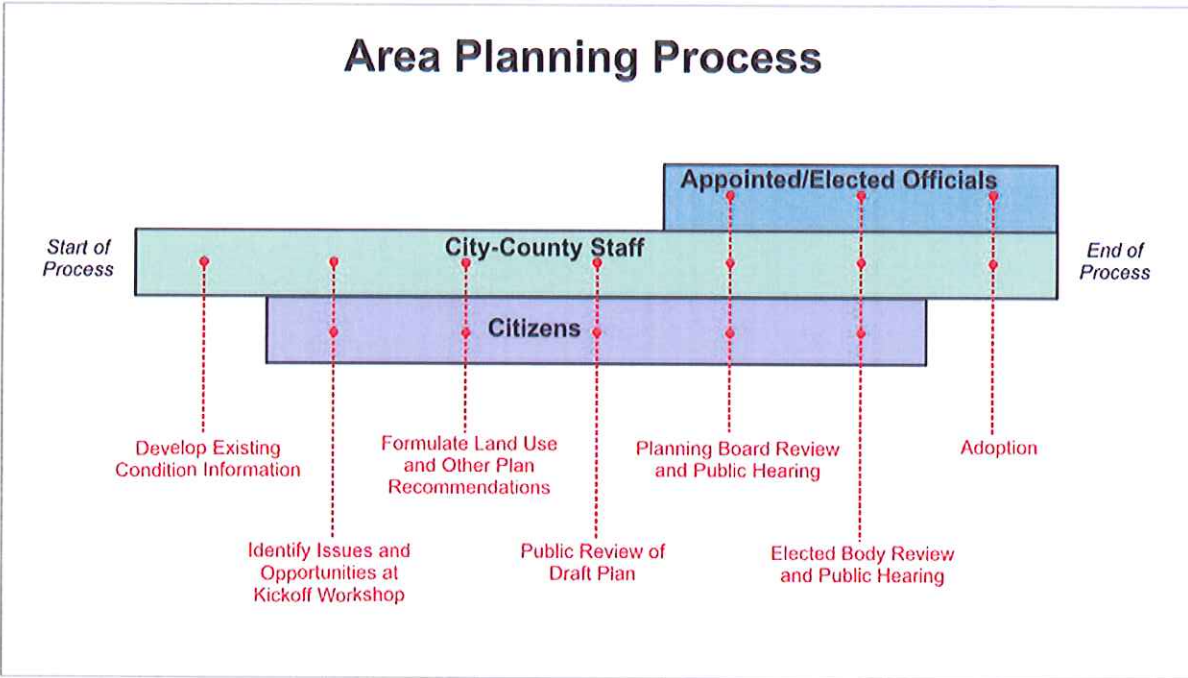 Area Planning Process
Appointed/Elected Officials
Start of
Process
City-County Staff
End of
Process
Citizens
Develop Existing
Condition Information
Formulate Land Use
and Other Plan
Recommendations
Planning Board Review
and Public Hearing
Adoption
Identify Issues and
Opportunities at
Kickoff Workshop
Public Review of
Draft Plan
Elected Body Review
and Public Hearing